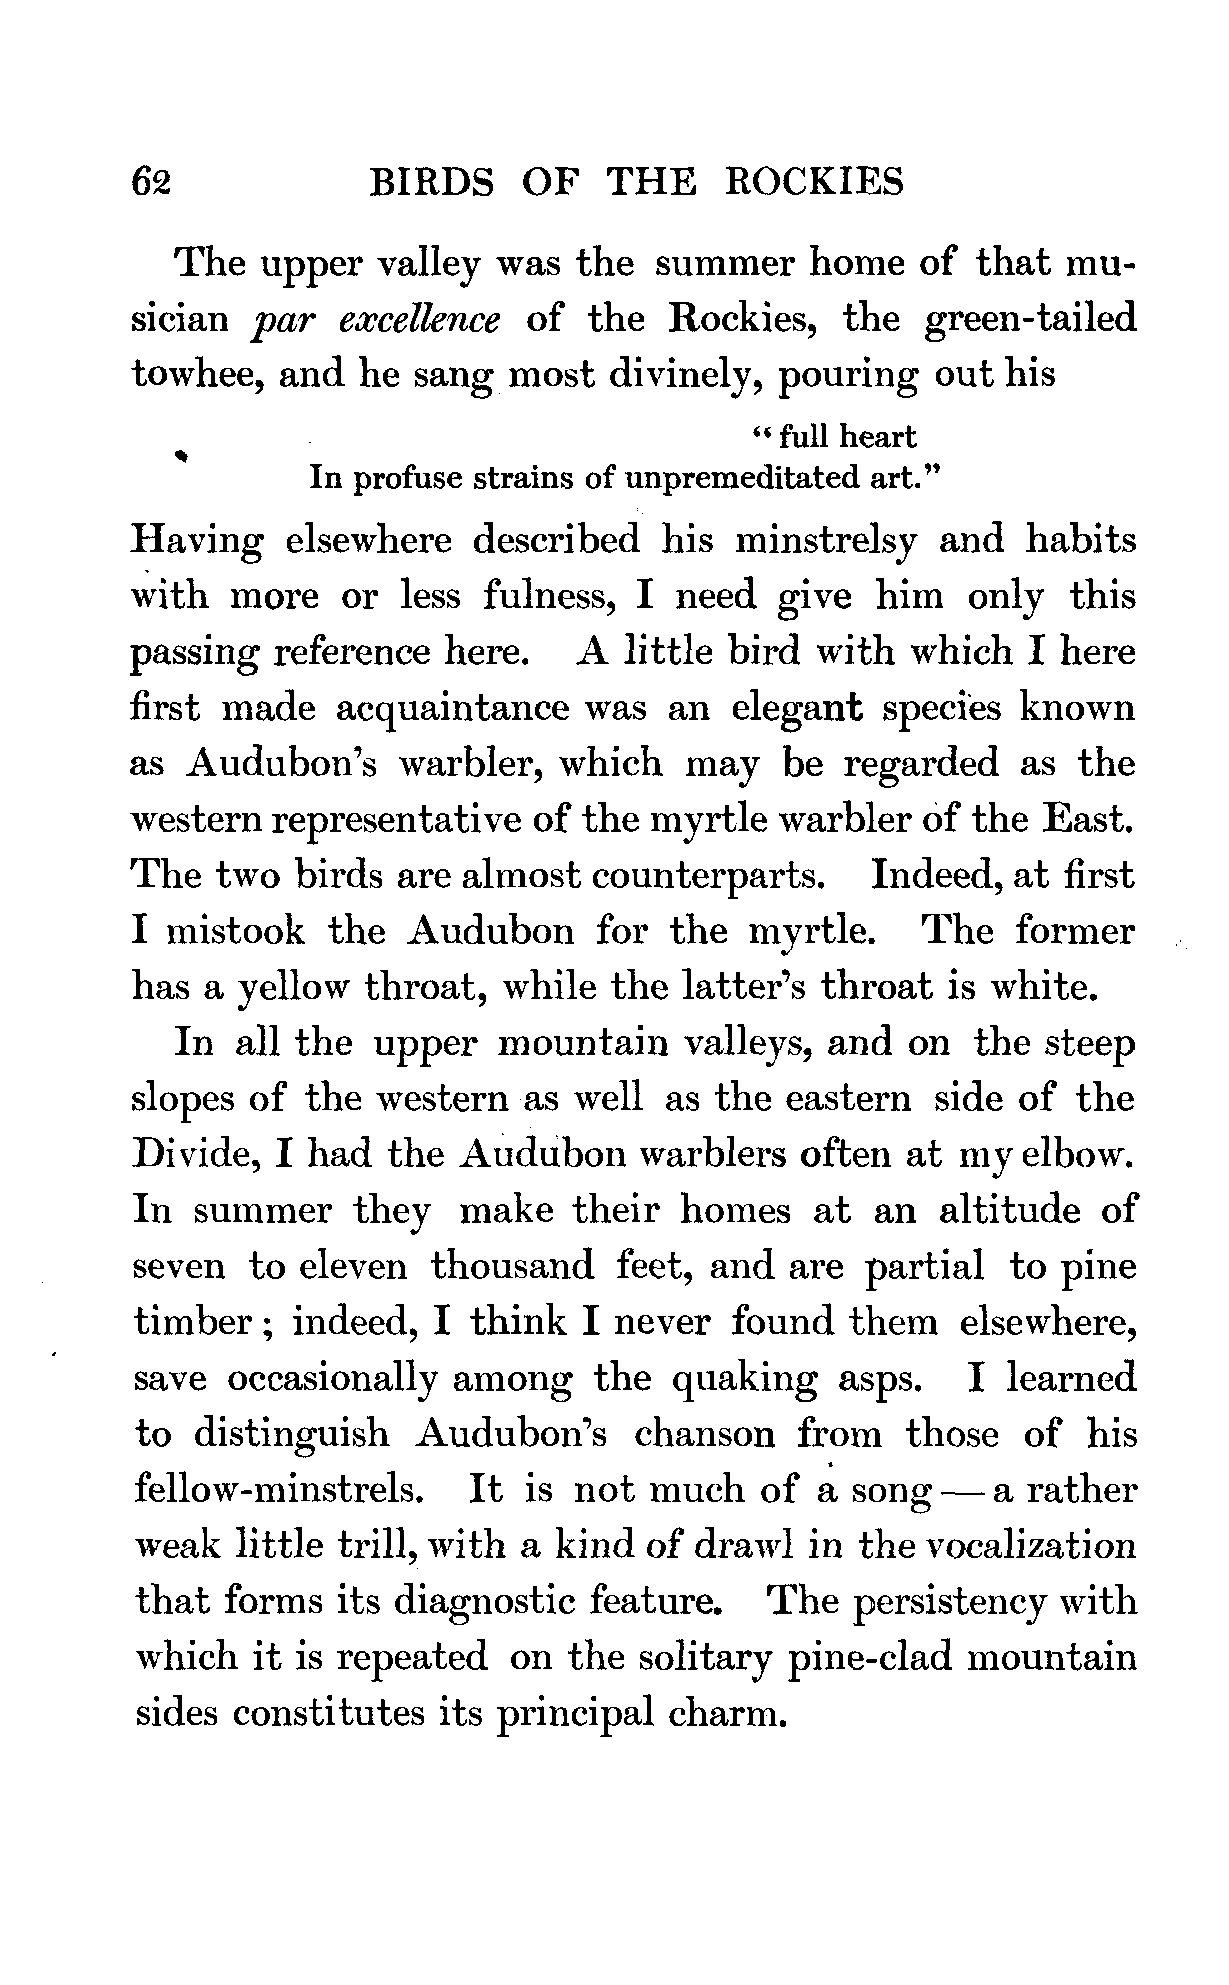 62 BIRDS OF THE ROCKIES
The upper valley was the summer home of that mu-
sician par excellence of the Rockies, the green-tailed
towhee, and he sang most divinely, pouring out his
“ full heart
In profuse strains of unpremeditated art.”
Having elsewhere described his minstrelsy and habits
with more or less fulness, I need give him only this
passing reference here. A little bird with which I here
first made acquaintance was an elegant species known
as Audubon's warbler, which may be regarded as the
western representative of the myrtle warbler of the East.
The two birds are almost counterparts. Indeed, at first
I mistook the Audubon for the myrtle. The former
has a yellow throat, while the latter's throat is white.
In all the upper mountain valleys, and on the steep
slopes of the western as well as the eastern side of the
Divide, I had the Audubon warblers often at my elbow.
In summer they make their homes at an altitude of
seven to eleven thousand feet, and are partial to pine
timber ; indeed, I think I never found them elsewhere,
save occasionally among the quaking asps. I learned
to distinguish Audubon's chanson from those of his
fellow-minstrels. It is not much of a song — a rather
weak little trill, with a kind of drawl in the vocalization
that forms its diagnostic feature. The persistency with
which it is repeated on the solitary pine-clad mountain
sides constitutes its principal charm.